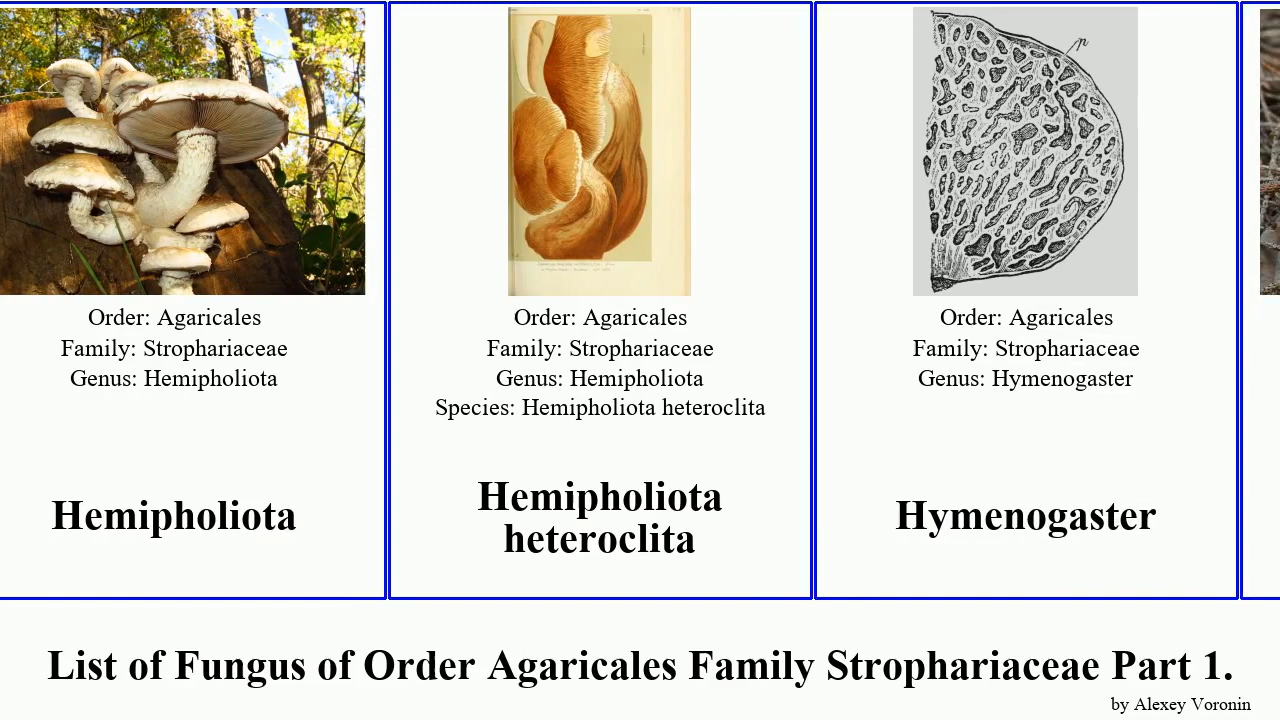 Order: Agaricales
Family: Strophariaceae
Genus: Hemipholiota
Hemipholiota
Order: Agaricales
Family: Strophariaceae
Genus: Hemipholiota
Species: Hemipholiota heteroclita
Hemipholiota
heteroclita
p
Order: Agaricales
Family: Strophariaceae
Genus: Hymenogaster
Hymenogaster
List of Fungus of Order Agaricales Family Strophariaceae Part 1.
by Alexey Voronin